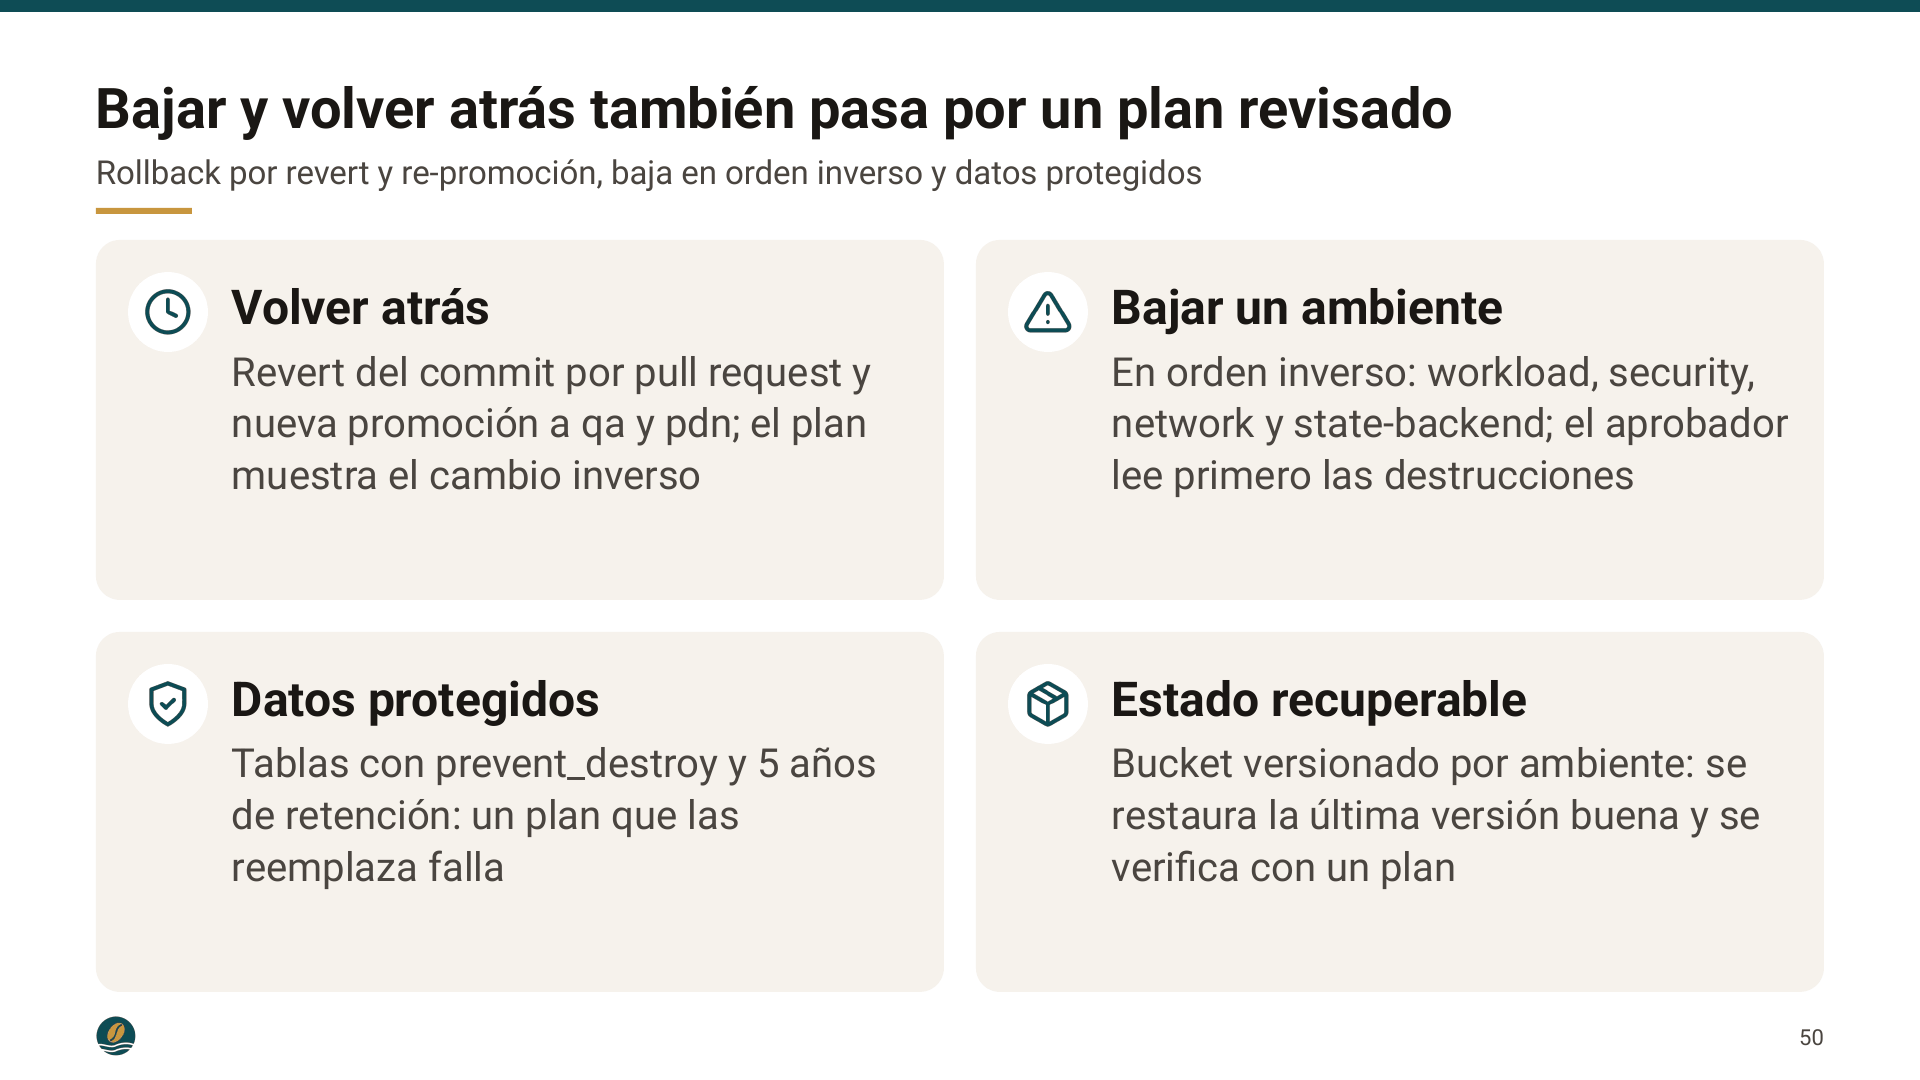 Bajar y volver atrás también pasa por un plan revisado
Rollback por revert y re-promoción, baja en orden inverso y datos protegidos
Volver atrás
Revert del commit por pull request y
nueva promoción a qa y pdn; el plan
muestra el cambio inverso
Bajar un ambiente
En orden inverso: workload, security,
network y state-backend; el aprobador
lee primero las destrucciones
Datos protegidos
Tablas con prevent_destroy y 5 años
de retención: un plan que las
reemplaza falla
Estado recuperable
Bucket versionado por ambiente: se
restaura la última versión buena y se
verifica con un plan
50